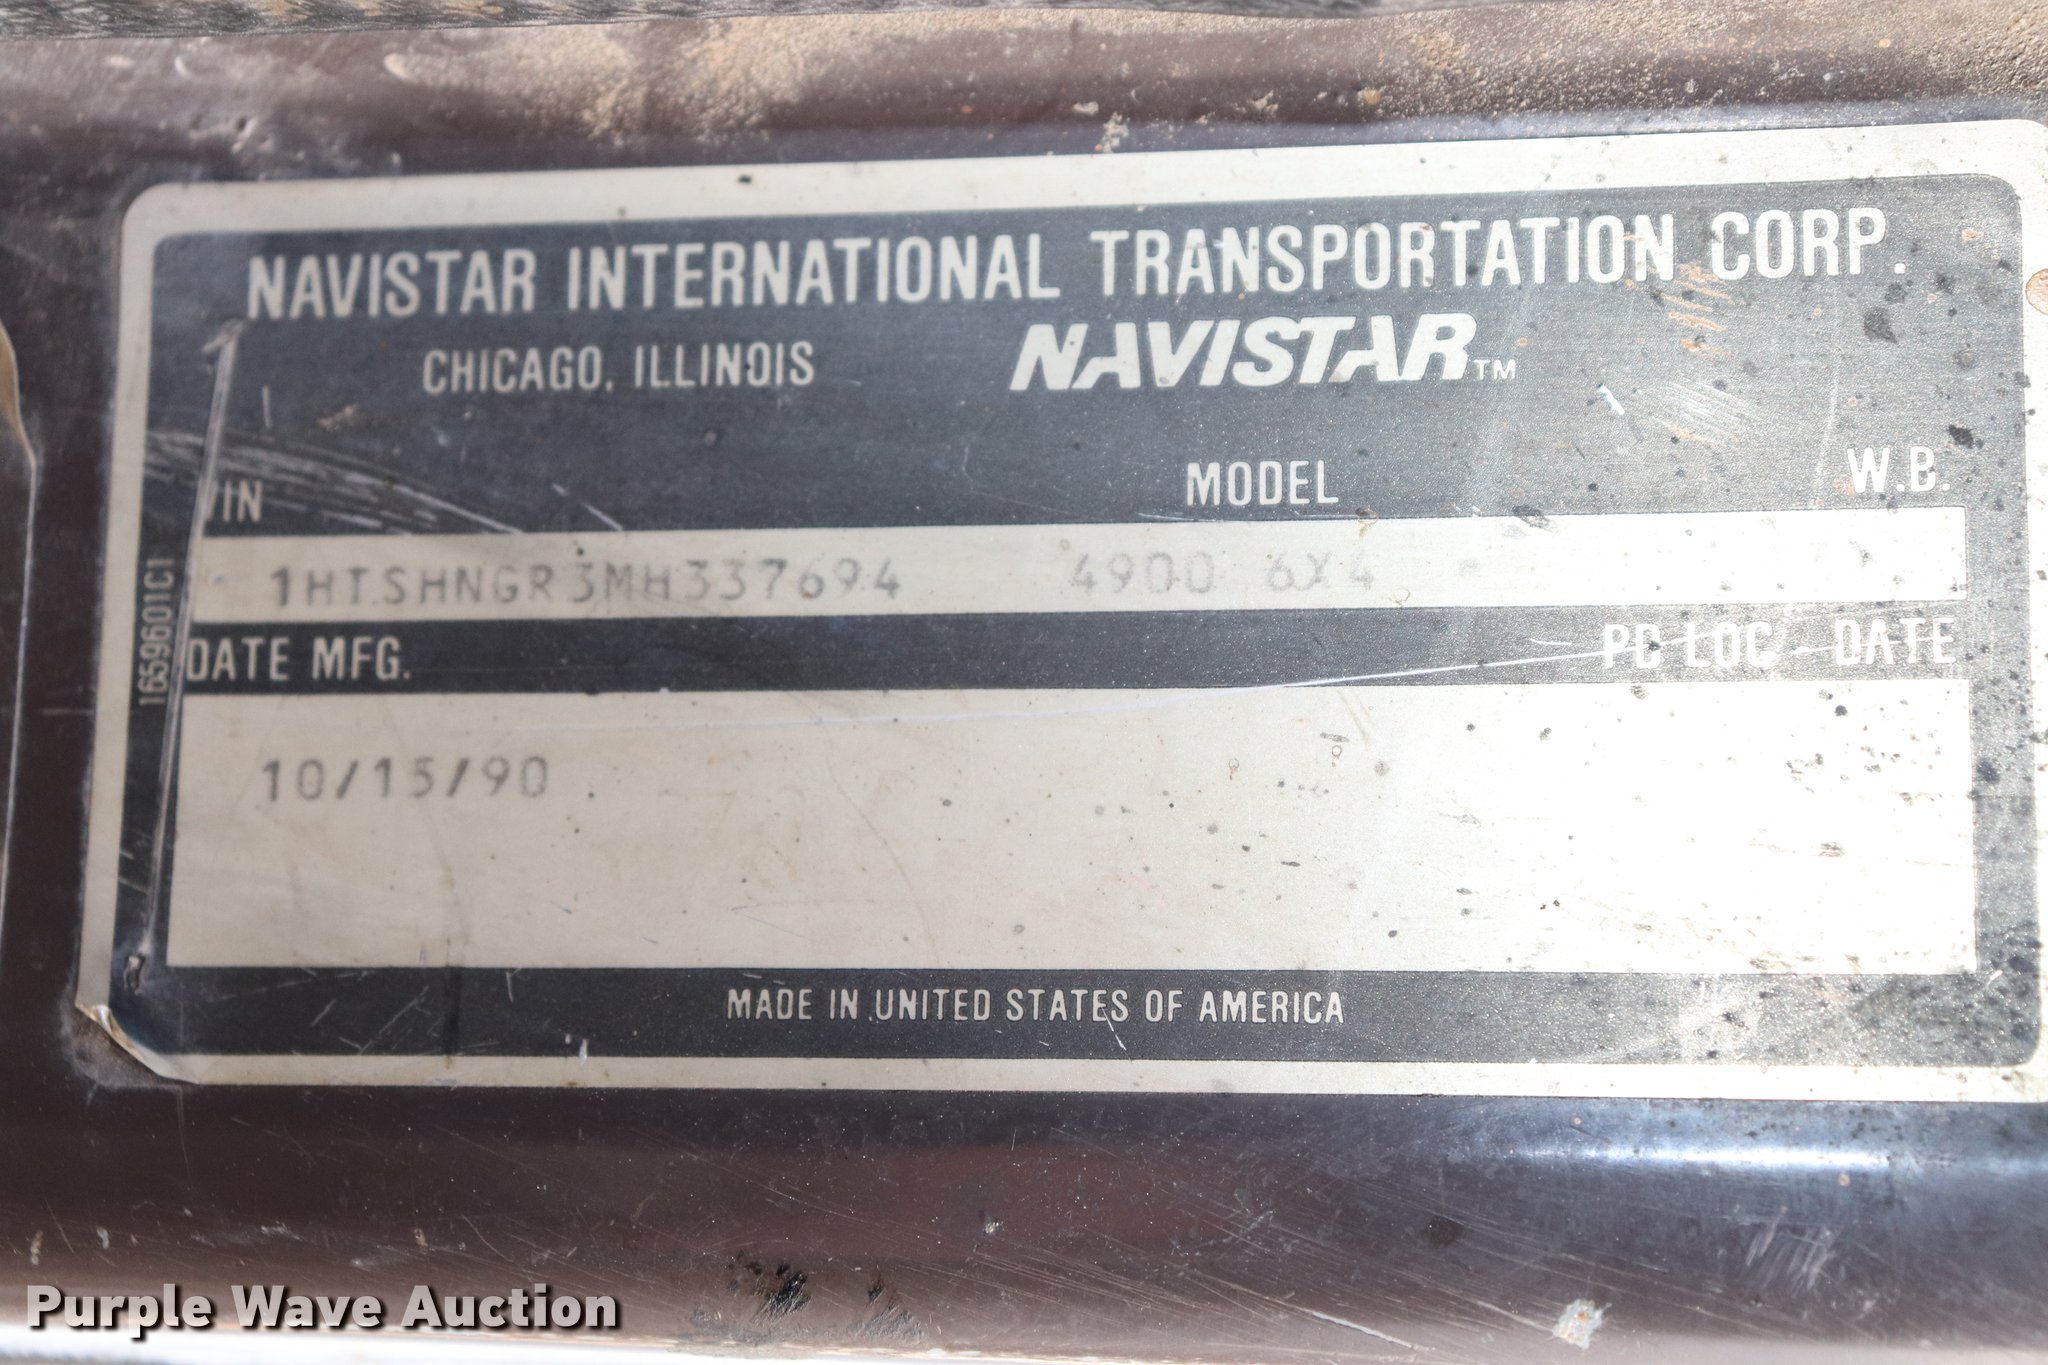 NAVISTAR INTERNATIONAL TRANSPORTATION CORP.
CHICAGO, ILLINOIS NAVISTAR™
VIN MODEL W.B.
1HTSHNGR3MH337694 4900 6X4
1659601C1
DATE MFG. PC LOC - DATE
10/15/90
MADE IN UNITED STATES OF AMERICA
Purple Wave Auction